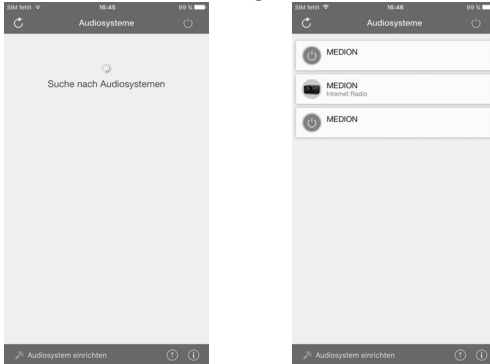 SIM fehlt 16:45 99 %
Audiosysteme
Suche nach Audiosystemen
Audiosystem einrichten
SIM fehlt 16:46 99 %
Audiosysteme
MEDION
MEDION
Internet Radio
MEDION
Audiosystem einrichten